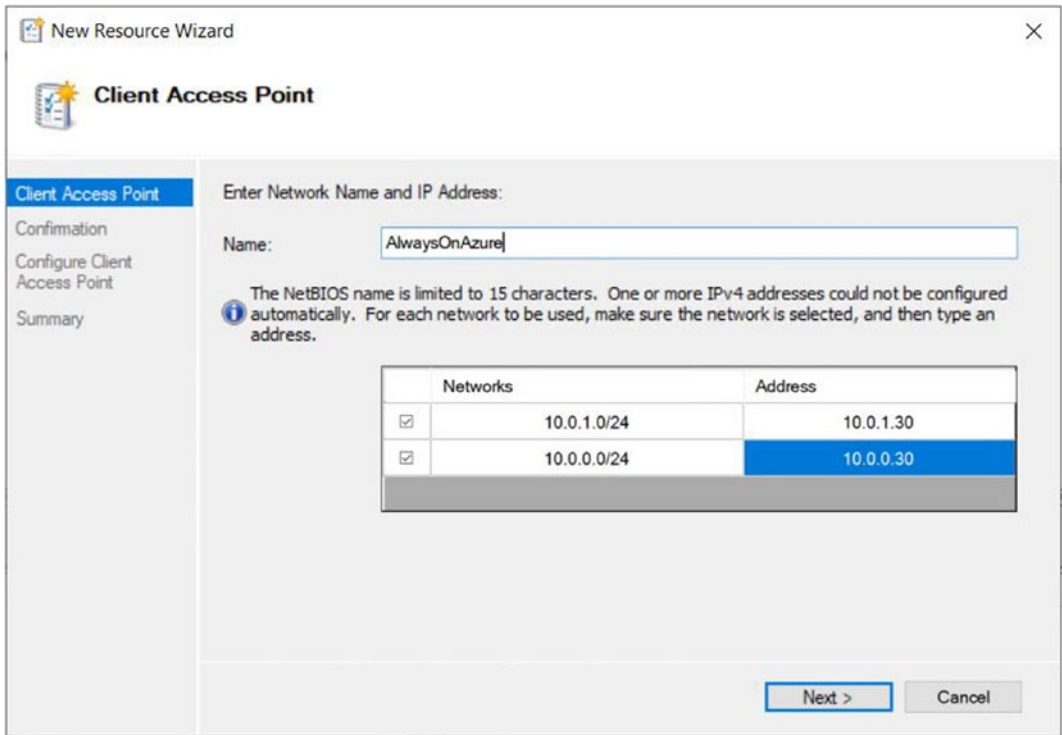 New Resource Wizard
Client Access Point
Client Access Point
Confirmation
Configure Client
Access Point
Summary
Enter Network Name and IP Address:
Name: AlwaysOnAzure
The NetBIOS name is limited to 15 characters. One or more IPv4 addresses could not be configured
automatically. For each network to be used, make sure the network is selected, and then type an
address.
Networks Address
10.0.1.0/24 10.0.1.30
10.0.0.0/24 10.0.0.30
Next > Cancel